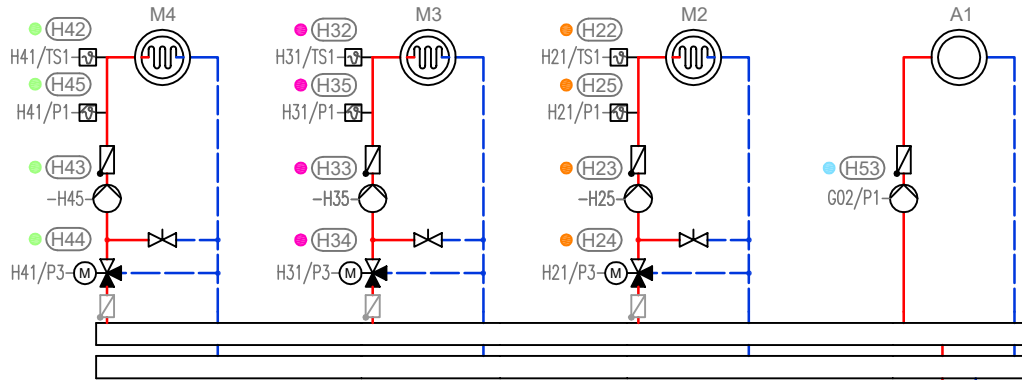 M4
M3
M2
A1
H42
H32
H22
H41/TS1
H31/TS1
H21/TS1
H45
H35
H25
H41/P1
H31/P1
H21/P1
H43
H33
H23
H53
-H45-
-H35-
-H25-
G02/P1-
H44
H34
H24
H41/P3
M
H31/P3
M
H21/P3
M